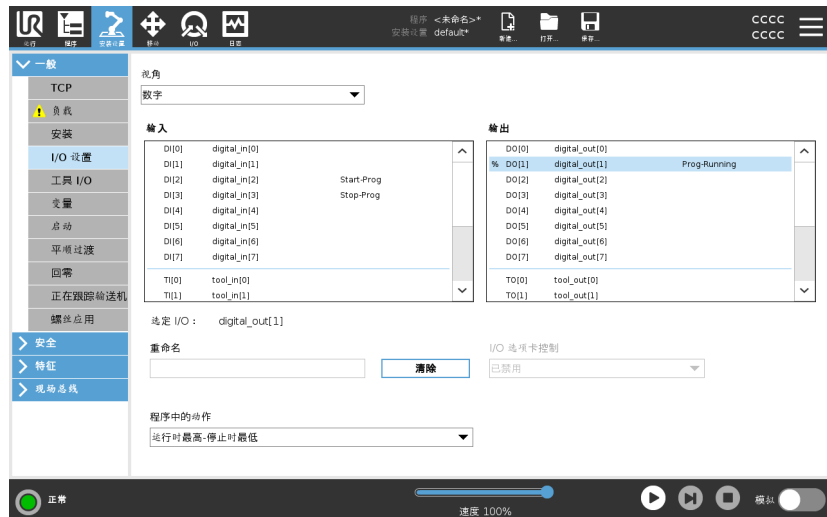 UR
运行 程序 安装设置 移动 I/O 日志
程序 <未命名>*
安装设置 default*
新建... 打开... 保存...
CCCC
CCCC
一般
TCP
负载
安装
I/O 设置
工具 I/O
变量
启动
平顺过渡
回零
正在跟踪输送机
螺丝应用
安全
特征
现场总线
视角
数字
输入
DI[0] digital_in[0]
DI[1] digital_in[1]
DI[2] digital_in[2] Start-Prog
DI[3] digital_in[3] Stop-Prog
DI[4] digital_in[4]
DI[5] digital_in[5]
DI[6] digital_in[6]
DI[7] digital_in[7]
TI[0] tool_in[0]
TI[1] tool_in[1]
输出
DO[0] digital_out[0]
% DO[1] digital_out[1] Prog-Running
DO[2] digital_out[2]
DO[3] digital_out[3]
DO[4] digital_out[4]
DO[5] digital_out[5]
DO[6] digital_out[6]
DO[7] digital_out[7]
TO[0] tool_out[0]
TO[1] tool_out[1]
选定 I/O： digital_out[1]
重命名
清除
I/O 选项卡控制
已禁用
程序中的动作
运行时最高-停止时最低
正常
速度 100%
模拟